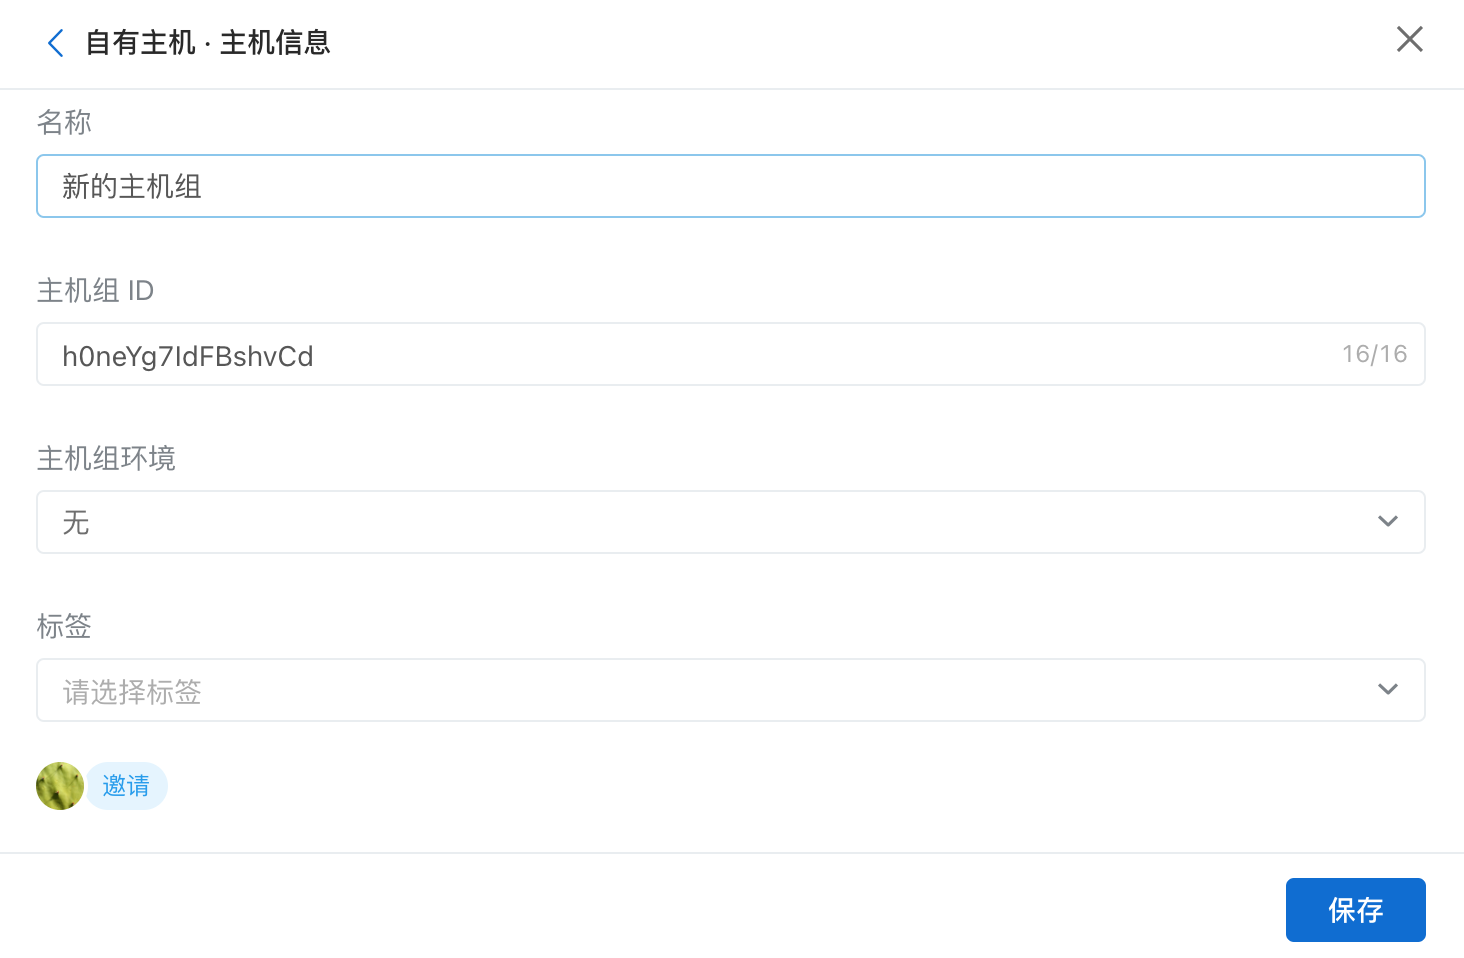 自有主机 · 主机信息
名称
新的主机组
主机组 ID
h0neYg7IdFBshvCd
16/16
主机组环境
无
标签
请选择标签
邀请
保存